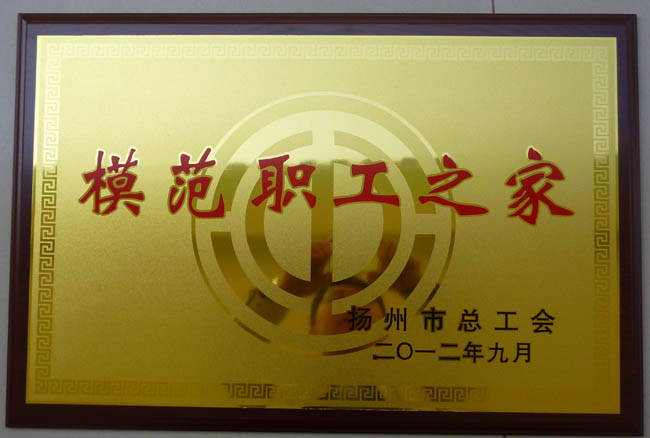 模范职工之家
扬州市总工会
二〇一二年九月